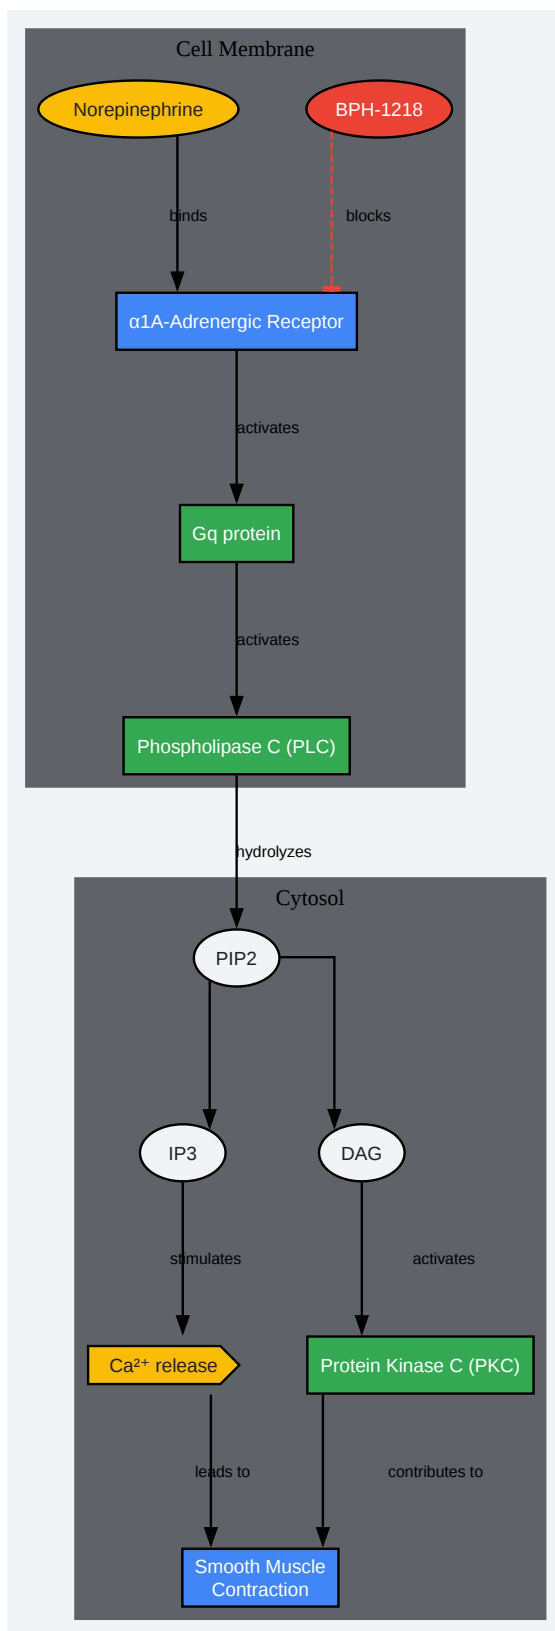 Cell Membrane
Norepinephrine
BPH-1218
binds
blocks
α1A-Adrenergic Receptor
activates
Gq protein
activates
Phospholipase C (PLC)
hydrolyzes
Cytosol
PIP2
IP3
DAG
stimulates
activates
Ca²⁺ release
Protein Kinase C (PKC)
leads to
contributes to
Smooth Muscle
Contraction